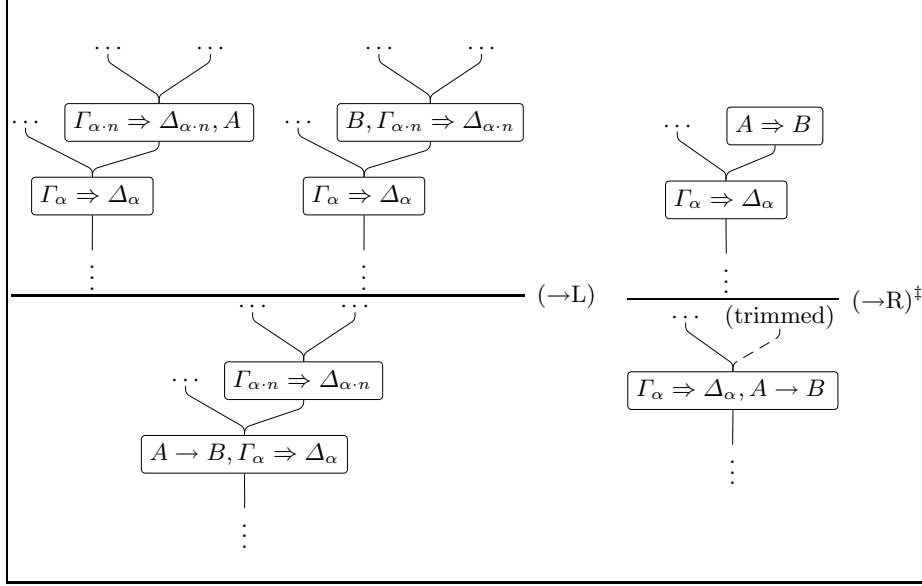 ⋯ ⋯ ⋯ ⋯
Γα·n ⇒ Δα·n, A
B, Γα·n ⇒ Δα·n
⋯ ⋯ ⋯
A ⇒ B
Γα ⇒ Δα
Γα ⇒ Δα
Γα ⇒ Δα
⋮ ⋮ ⋮
(→L)
(→R)‡
⋯ ⋯
⋯ (trimmed)
Γα·n ⇒ Δα·n
⋯
Γα ⇒ Δα, A → B
A → B, Γα ⇒ Δα
⋮
⋮